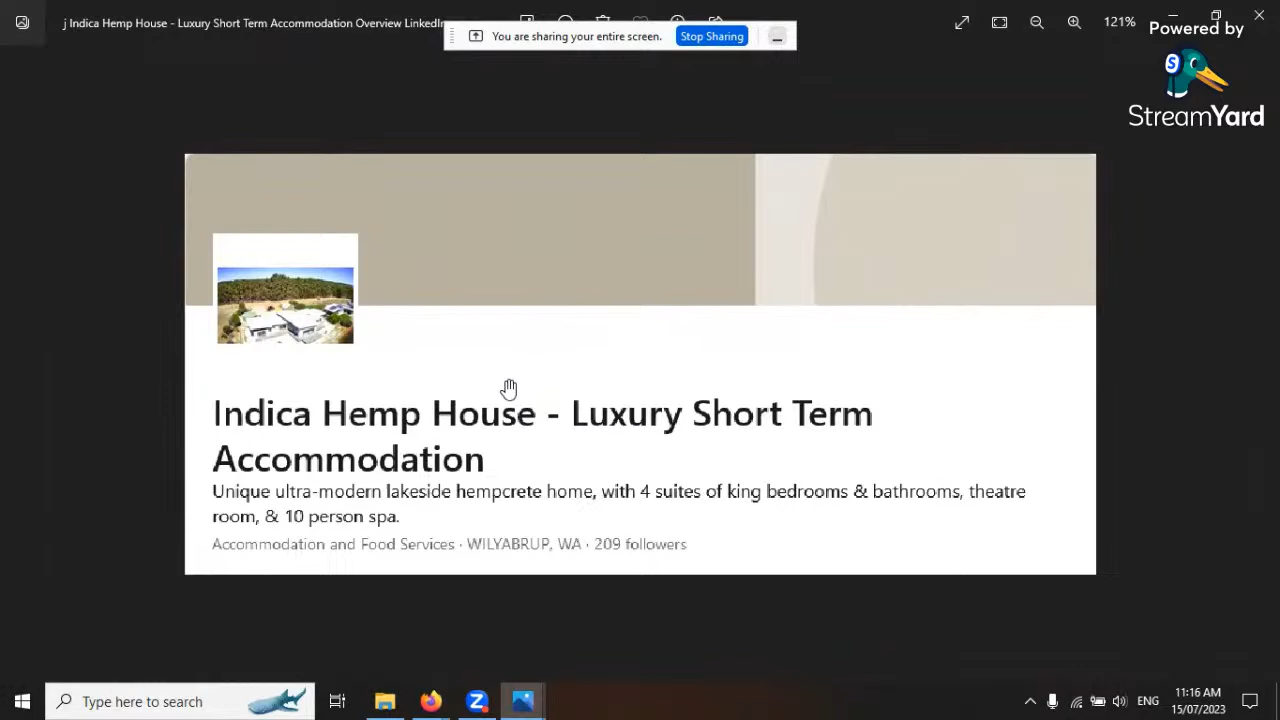 j Indica Hemp House - Luxury Short Term Accommodation Overview LinkedIn
121%
You are sharing your entire screen.
Stop Sharing
Powered by
StreamYard
Indica Hemp House - Luxury Short Term
Accommodation
Unique ultra-modern lakeside hempcrete home, with 4 suites of king bedrooms & bathrooms, theatre
room, & 10 person spa.
Accommodation and Food Services · WILYABRUP, WA · 209 followers
Type here to search
ENG
11:16 AM
15/07/2023